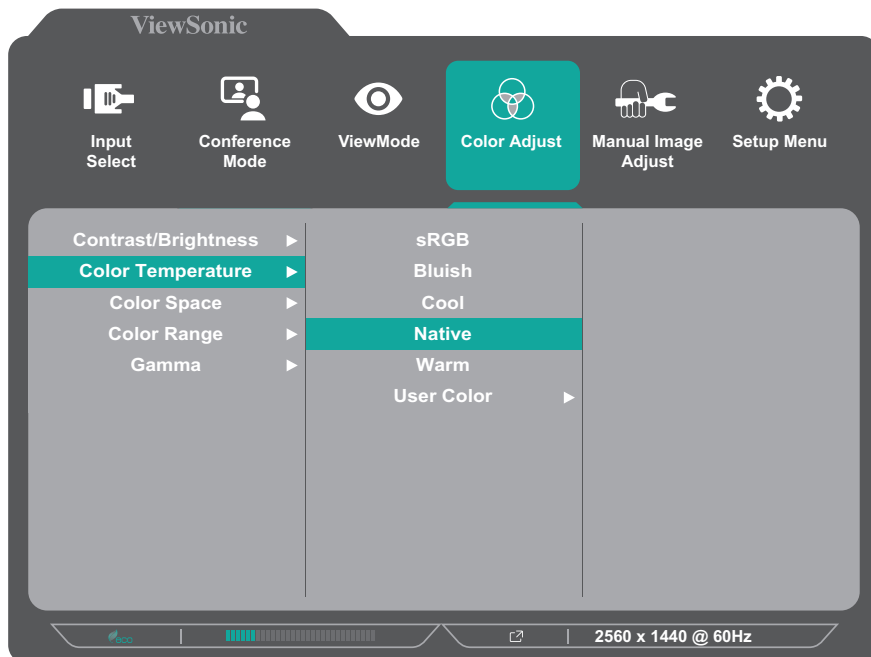 ViewSonic
Input
Select
Conference
Mode
ViewMode
Color Adjust
Manual Image
Adjust
Setup Menu
Contrast/Brightness
Color Temperature
Color Space
Color Range
Gamma
sRGB
Bluish
Cool
Native
Warm
User Color
eco
2560 x 1440 @ 60Hz